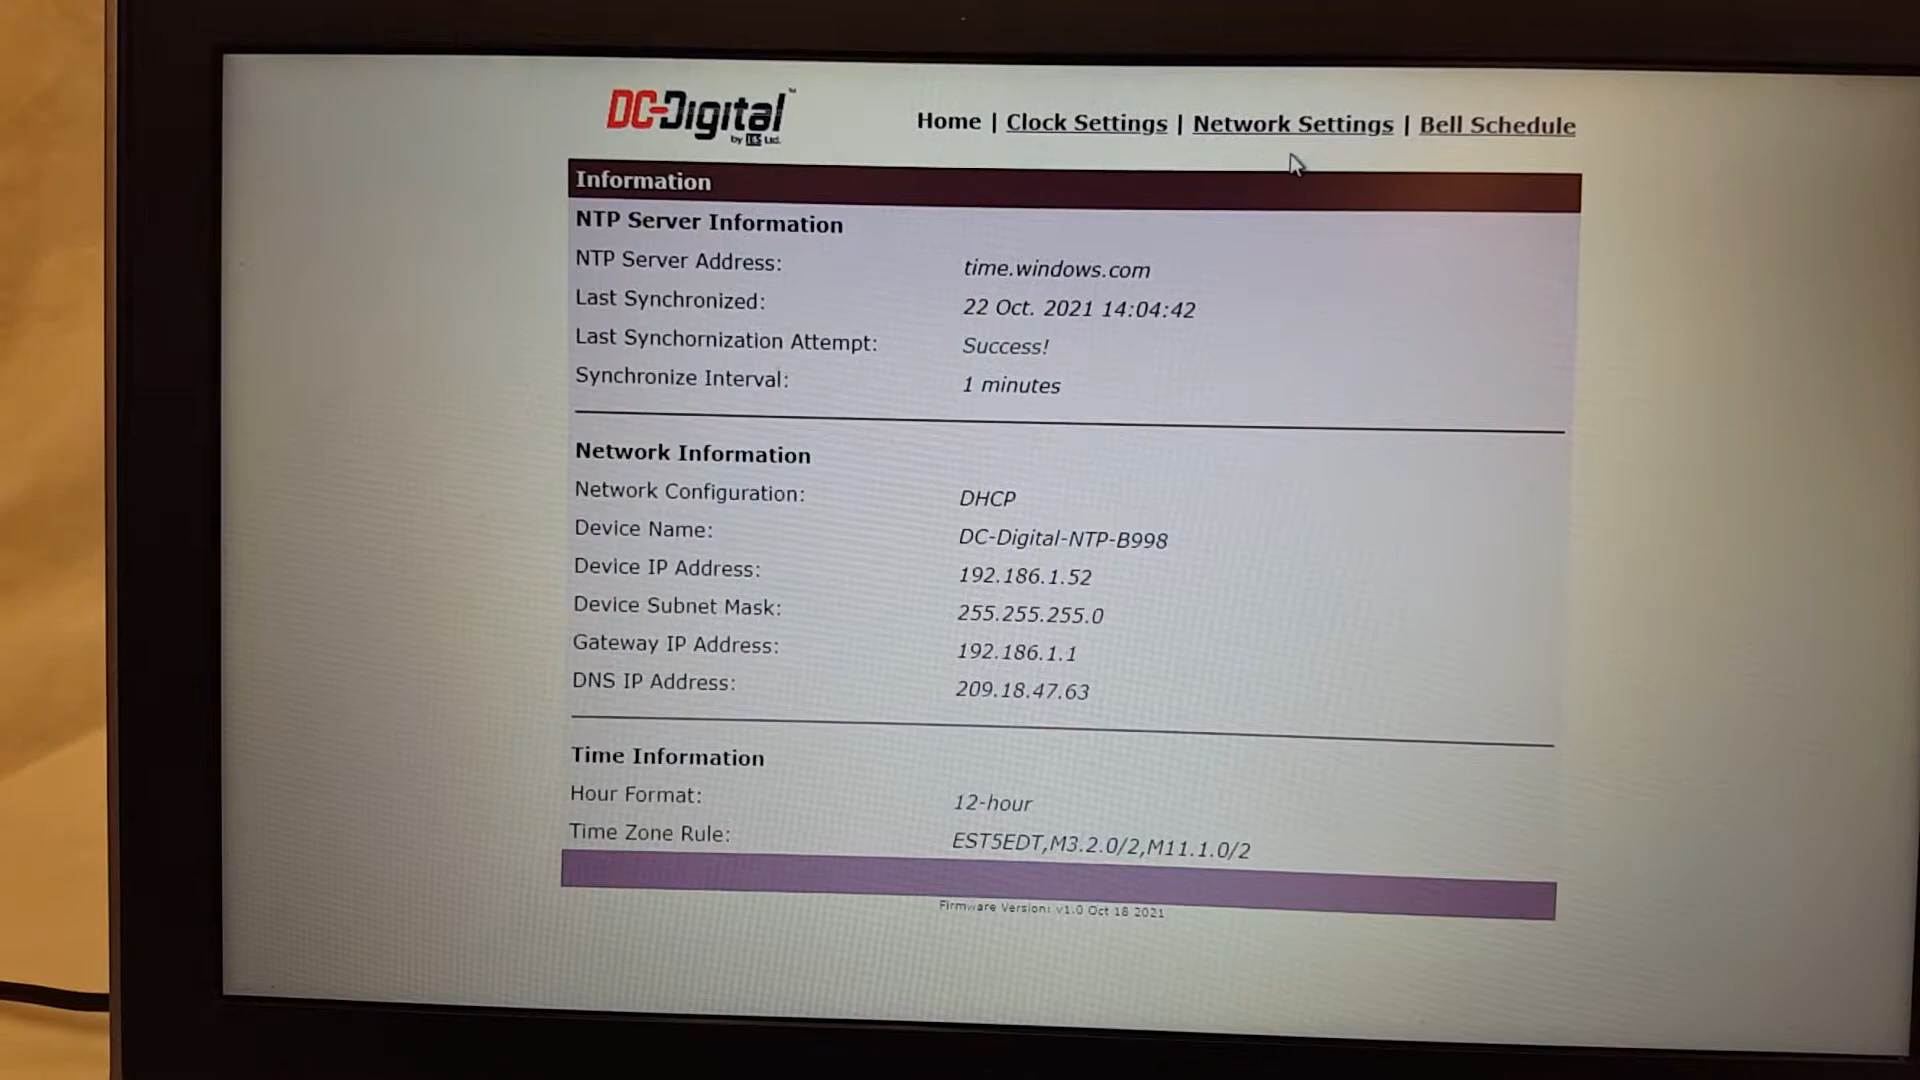 DC-Digital™
by IES Ltd.
Home | Clock Settings | Network Settings | Bell Schedule
Information
NTP Server Information
NTP Server Address: time.windows.com
Last Synchronized: 22 Oct. 2021 14:04:42
Last Synchornization Attempt: Success!
Synchronize Interval: 1 minutes
Network Information
Network Configuration: DHCP
Device Name: DC-Digital-NTP-B998
Device IP Address: 192.186.1.52
Device Subnet Mask: 255.255.255.0
Gateway IP Address: 192.186.1.1
DNS IP Address: 209.18.47.63
Time Information
Hour Format: 12-hour
Time Zone Rule: EST5EDT,M3.2.0/2,M11.1.0/2
Firmware Version: v1.0 Oct 18 2021